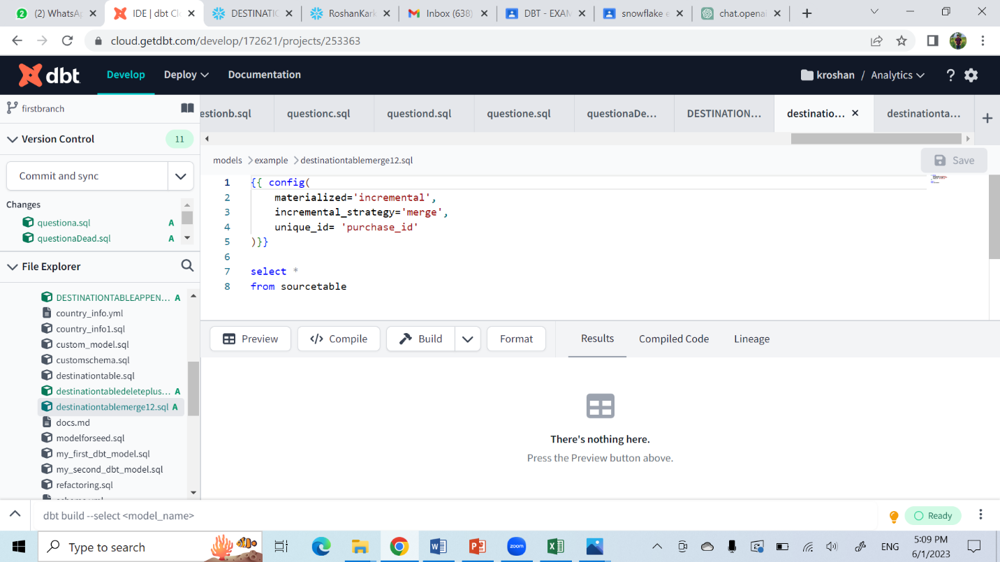 (2) WhatsAp
IDE | dbt Cl
DESTINATIO
RoshanKark
Inbox (638)
DBT - EXAM
snowflake e
chat.openai
cloud.getdbt.com/develop/172621/projects/253363
dbt
Develop
Deploy
Documentation
kroshan / Analytics
firstbranch
estionb.sql
questionc.sql
questiond.sql
questione.sql
questionaDe...
DESTINATION...
destinatio...
destinationta...
Version Control
11
Commit and sync
Changes
questiona.sql A
questionaDead.sql A
models > example > destinationtablemerge12.sql
Save
1 {{ config(
2 materialized='incremental',
3 incremental_strategy='merge',
4 unique_id= 'purchase_id'
5 )}}
6
7 select *
8 from sourcetable
File Explorer
DESTINATIONTABLEAPPEN... A
country_info.yml
country_info1.sql
custom_model.sql
customschema.sql
destinationtable.sql
destinationtabledeleteplus... A
destinationtablemerge12.sql A
docs.md
modelforseed.sql
my_first_dbt_model.sql
my_second_dbt_model.sql
refactoring.sql
Preview
</> Compile
Build
Format
Results
Compiled Code
Lineage
There's nothing here.
Press the Preview button above.
dbt build --select <model_name>
Ready
Type to search
zoom
ENG
5:09 PM
6/1/2023